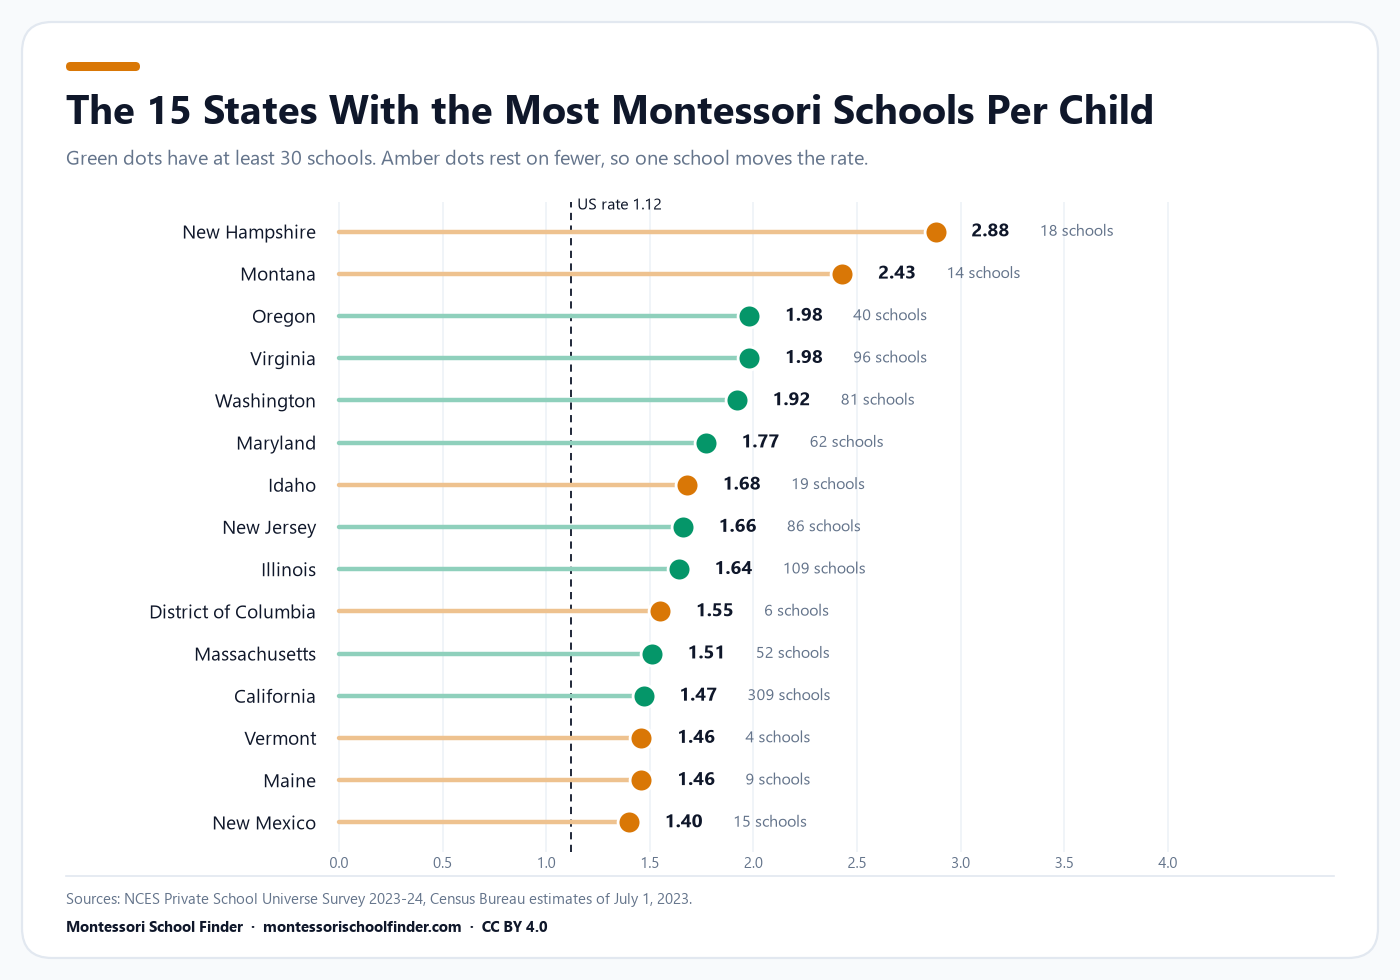 The 15 States With the Most Montessori Schools Per Child
Green dots have at least 30 schools. Amber dots rest on fewer, so one school moves the rate.
US rate 1.12
New Hampshire 2.88 18 schools
Montana 2.43 14 schools
Oregon 1.98 40 schools
Virginia 1.98 96 schools
Washington 1.92 81 schools
Maryland 1.77 62 schools
Idaho 1.68 19 schools
New Jersey 1.66 86 schools
Illinois 1.64 109 schools
District of Columbia 1.55 6 schools
Massachusetts 1.51 52 schools
California 1.47 309 schools
Vermont 1.46 4 schools
Maine 1.46 9 schools
New Mexico 1.40 15 schools
0.0 0.5 1.0 1.5 2.0 2.5 3.0 3.5 4.0
Sources: NCES Private School Universe Survey 2023-24, Census Bureau estimates of July 1, 2023.
Montessori School Finder · montessorischoolfinder.com · CC BY 4.0